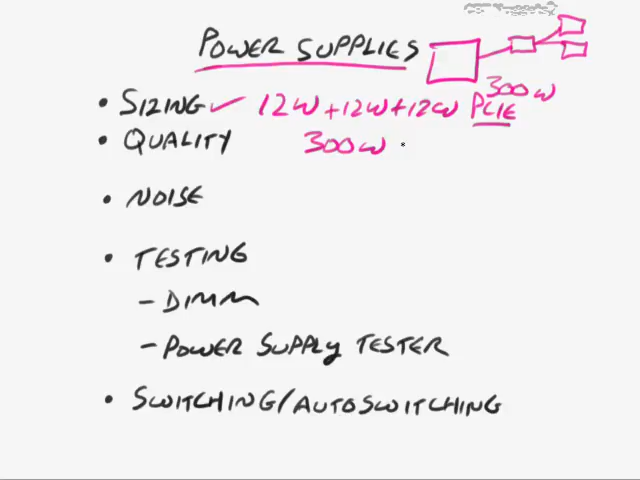 POWER SUPPLIES
300W
• SIZING ✓ 12W + 12W + 12W PCIE
• QUALITY 300W
• NOISE
• TESTING
- DIMM
- POWER SUPPLY TESTER
• SWITCHING/AUTOSWITCHING